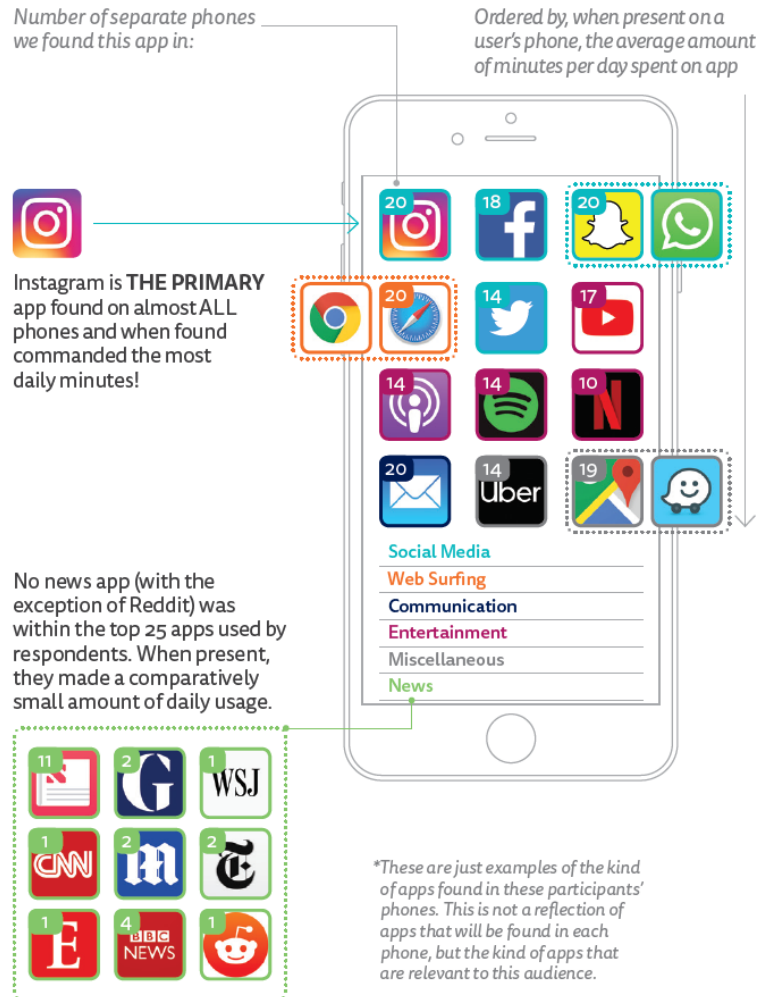 Number of separate phones
we found this app in:
Ordered by, when present on a
user's phone, the average amount
of minutes per day spent on app
20
18
20
Instagram is THE PRIMARY
app found on almost ALL
phones and when found
commanded the most
daily minutes!
20
14
17
14
14
10
20
14
Uber
19
Social Media
Web Surfing
Communication
Entertainment
Miscellaneous
News
No news app (with the
exception of Reddit) was
within the top 25 apps used by
respondents. When present,
they made a comparatively
small amount of daily usage.
11
2
G
1
WSJ
1
CNN
2
m
2
T
1
E
4
BBC
NEWS
1
*These are just examples of the kind
of apps found in these participants'
phones. This is not a reflection of
apps that will be found in each
phone, but the kind of apps that
are relevant to this audience.